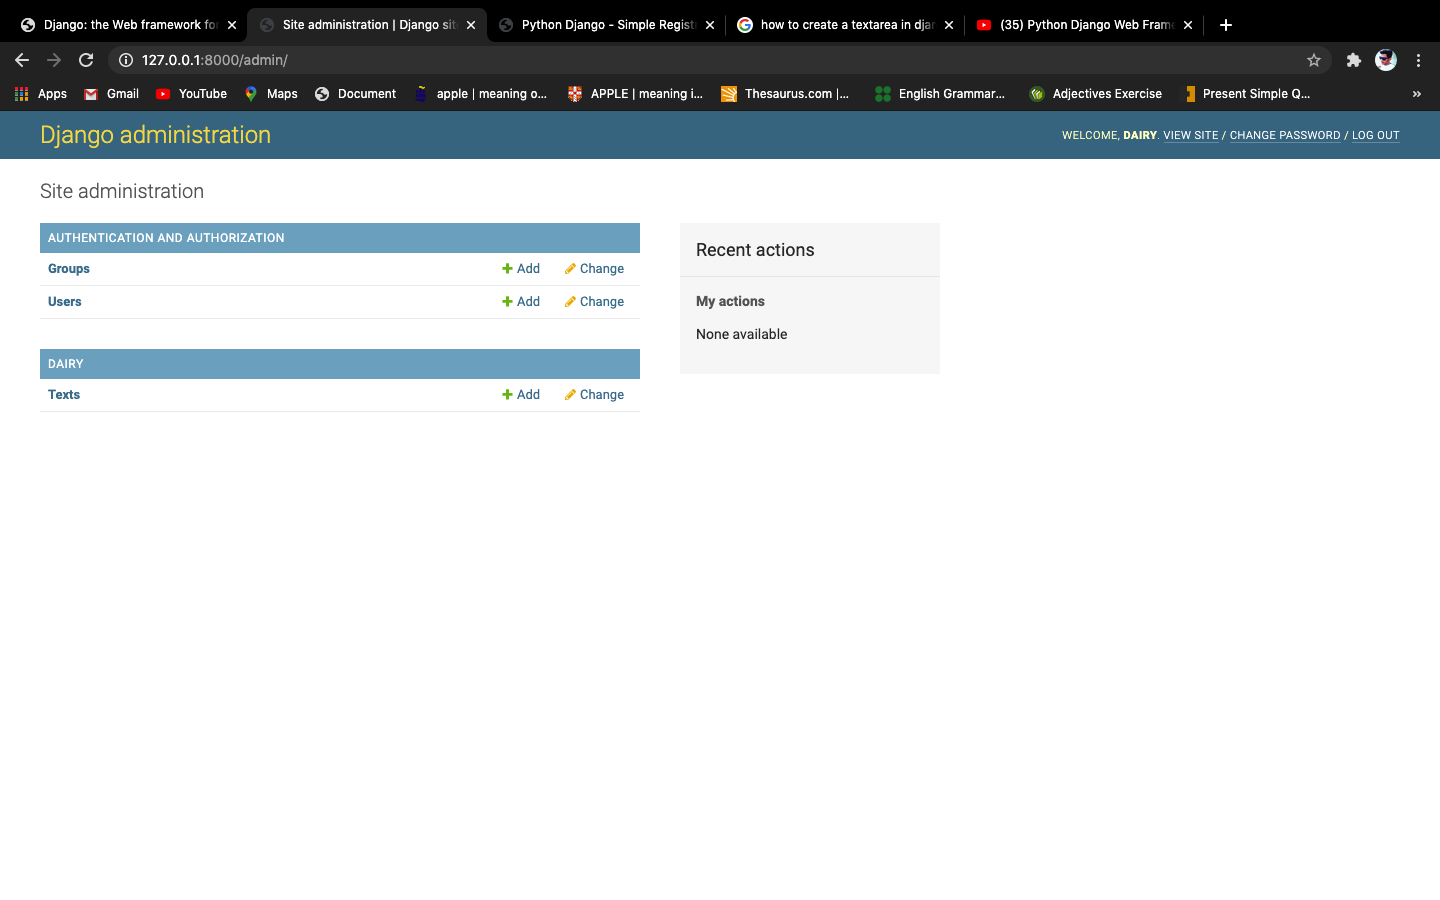 Django: the Web framework fo
Site administration | Django sit
Python Django - Simple Registr
how to create a textarea in djan
(35) Python Django Web Frame
127.0.0.1:8000/admin/
Apps
Gmail
YouTube
Maps
Document
apple | meaning o...
APPLE | meaning i...
Thesaurus.com |...
English Grammar...
Adjectives Exercise
Present Simple Q...
»
Django administration
WELCOME, DAIRY. VIEW SITE / CHANGE PASSWORD / LOG OUT
Site administration
AUTHENTICATION AND AUTHORIZATION
Groups Add Change
Users Add Change
DAIRY
Texts Add Change
Recent actions
My actions
None available